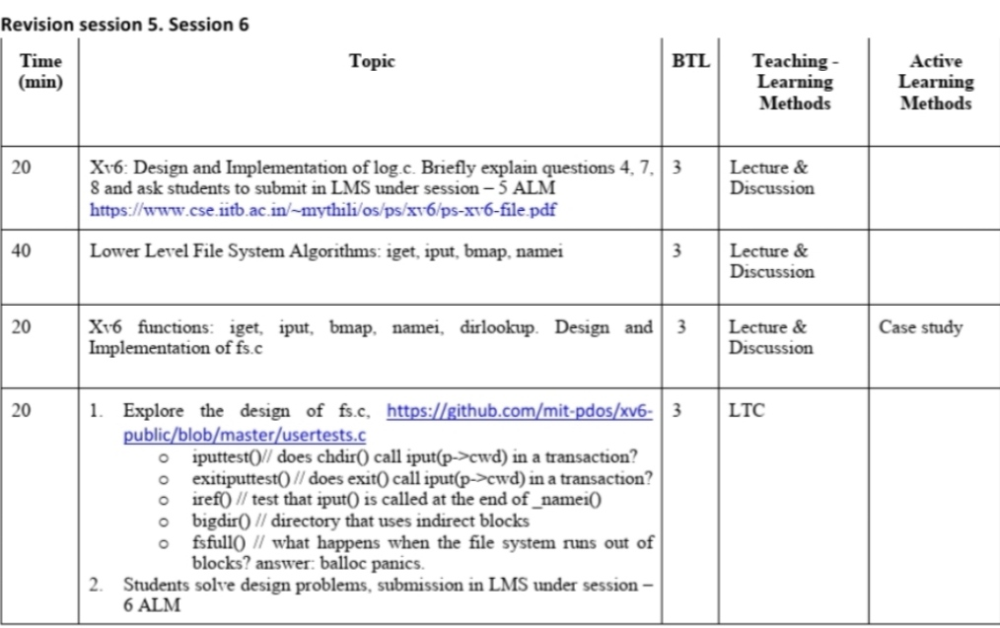 Revision session 5. Session 6
Time (min)
Topic
BTL
Teaching - Learning Methods
Active Learning Methods
20
Xv6: Design and Implementation of log.c. Briefly explain questions 4, 7,
8 and ask students to submit in LMS under session – 5 ALM
https://www.cse.iitb.ac.in/~mythili/os/ps/xv6/ps-xv6-file.pdf
3
Lecture &
Discussion
40
Lower Level File System Algorithms: iget, iput, bmap, namei
3
Lecture &
Discussion
20
Xv6 functions: iget, iput, bmap, namei, dirlookup. Design and
Implementation of fs.c
3
Lecture &
Discussion
Case study
20
1. Explore the design of fs.c, https://github.com/mit-pdos/xv6-
public/blob/master/usertests.c
o iputtest()// does chdir() call iput(p->cwd) in a transaction?
o exitiputtest() // does exit() call iput(p->cwd) in a transaction?
o iref() // test that iput() is called at the end of _namei()
o bigdir() // directory that uses indirect blocks
o fsfull() // what happens when the file system runs out of
blocks? answer: balloc panics.
2. Students solve design problems, submission in LMS under session –
6 ALM
3
LTC